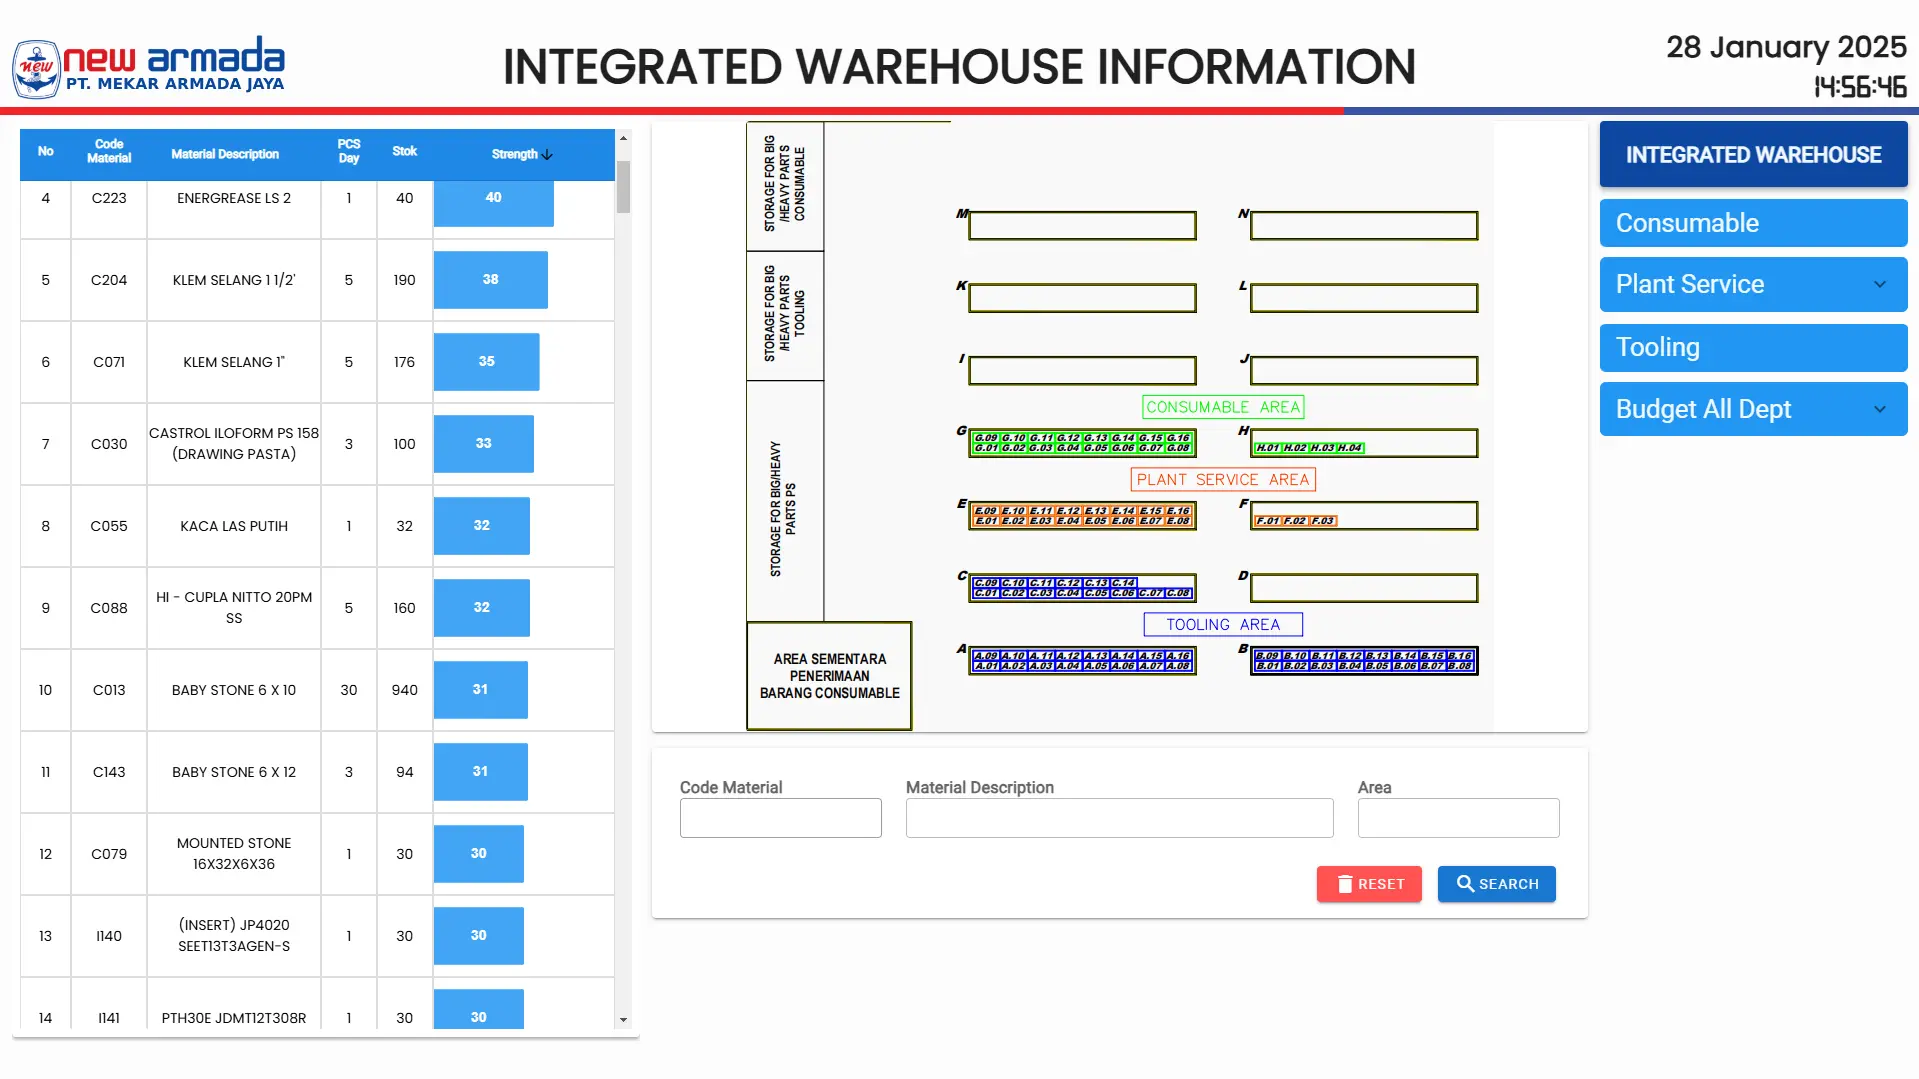 new armada
PT. MEKAR ARMADA JAYA
new
INTEGRATED WAREHOUSE INFORMATION
28 January 2025
14:56:46
No Code Material Material Description PCS Day Stok Strength
4 C223 ENERGREASE LS 2 1 40 40
5 C204 KLEM SELANG 1 1/2' 5 190 38
6 C071 KLEM SELANG 1" 5 176 35
7 C030 CASTROL ILOFORM PS 158 (DRAWING PASTA) 3 100 33
8 C055 KACA LAS PUTIH 1 32 32
9 C088 HI - CUPLA NITTO 20PM SS 5 160 32
10 C013 BABY STONE 6 X 10 30 940 31
11 C143 BABY STONE 6 X 12 3 94 31
12 C079 MOUNTED STONE 16X32X6X36 1 30 30
13 I140 (INSERT) JP4020 SEET13T3AGEN-S 1 30 30
14 I141 PTH30E JDMT12T308R 1 30 30
STORAGE FOR BIG
/HEAVY PARTS
CONSUMABLE
STORAGE FOR BIG
/HEAVY PARTS
TOOLING
STORAGE FOR BIG/HEAVY
PARTS PS
AREA SEMENTARA
PENERIMAAN
BARANG CONSUMABLE
M N
K L
I J
CONSUMABLE AREA
G G.09 G.10 G.11 G.12 G.13 G.14 G.15 G.16
G.01 G.02 G.03 G.04 G.05 G.06 G.07 G.08
H H.01 H.02 H.03 H.04
PLANT SERVICE AREA
E E.09 E.10 E.11 E.12 E.13 E.14 E.15 E.16
E.01 E.02 E.03 E.04 E.05 E.06 E.07 E.08
F F.01 F.02 F.03
C C.09 C.10 C.11 C.12 C.13 C.14
C.01 C.02 C.03 C.04 C.05 C.06 C.07 C.08
D
TOOLING AREA
A A.09 A.10 A.11 A.12 A.13 A.14 A.15 A.16
A.01 A.02 A.03 A.04 A.05 A.06 A.07 A.08
B B.09 B.10 B.11 B.12 B.13 B.14 B.15 B.16
B.01 B.02 B.03 B.04 B.05 B.06 B.07 B.08
Code Material
Material Description
Area
RESET
SEARCH
INTEGRATED WAREHOUSE
Consumable
Plant Service
Tooling
Budget All Dept